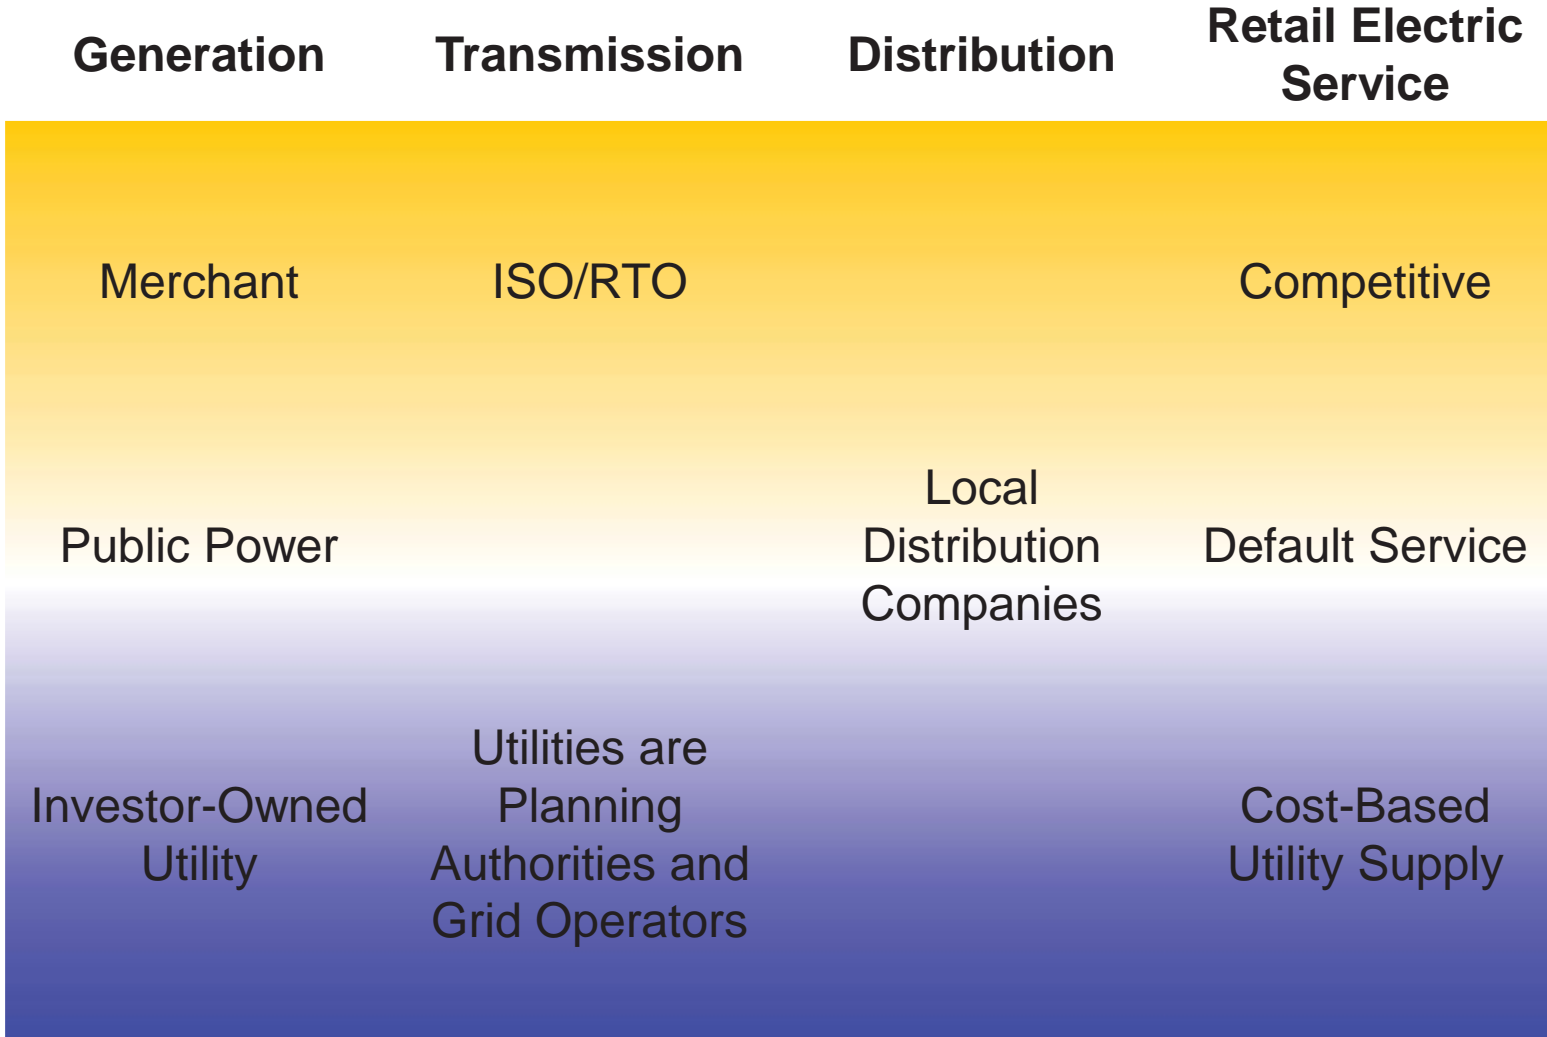 Generation
Transmission
Distribution
Retail Electric
Service
Merchant
ISO/RTO
Competitive
Public Power
Local
Distribution
Companies
Default Service
Investor-Owned
Utility
Utilities are
Planning
Authorities and
Grid Operators
Cost-Based
Utility Supply